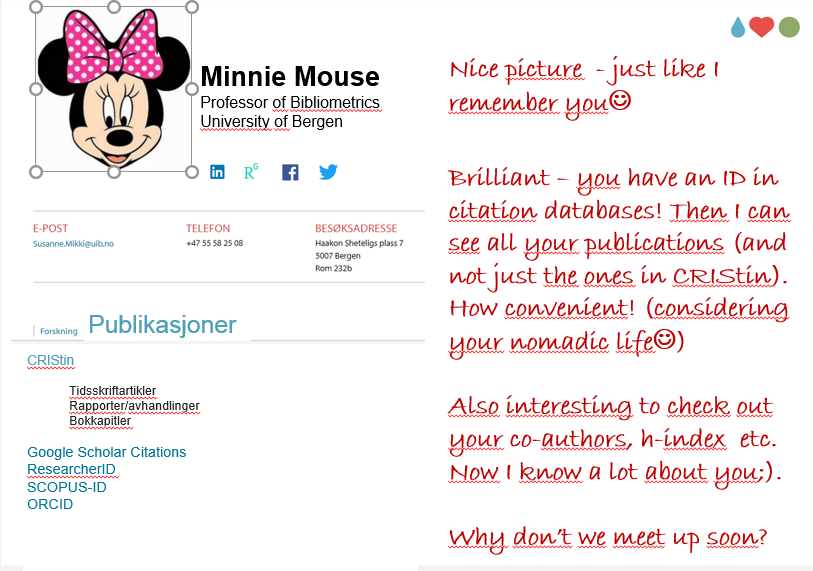 Minnie Mouse
Professor of Bibliometrics
University of Bergen
in
RG
f
E-POST
Susanne.Mikki@uib.no
TELEFON
+47 55 58 25 08
BESØKSADRESSE
Haakon Sheteligs plass 7
5007 Bergen
Rom 232b
Forskning Publikasjoner
CRIStin
Tidsskriftartikler
Rapporter/avhandlinger
Bokkapitler
Google Scholar Citations
ResearcherID
SCOPUS-ID
ORCID
Nice picture - just like I
remember you☺
Brilliant – you have an ID in
citation databases! Then I can
see all your publications (and
not just the ones in CRIStin).
How convenient! (considering
your nomadic life☺)
Also interesting to check out
your co-authors, h-index etc.
Now I know a lot about you;).
Why don't we meet up soon?